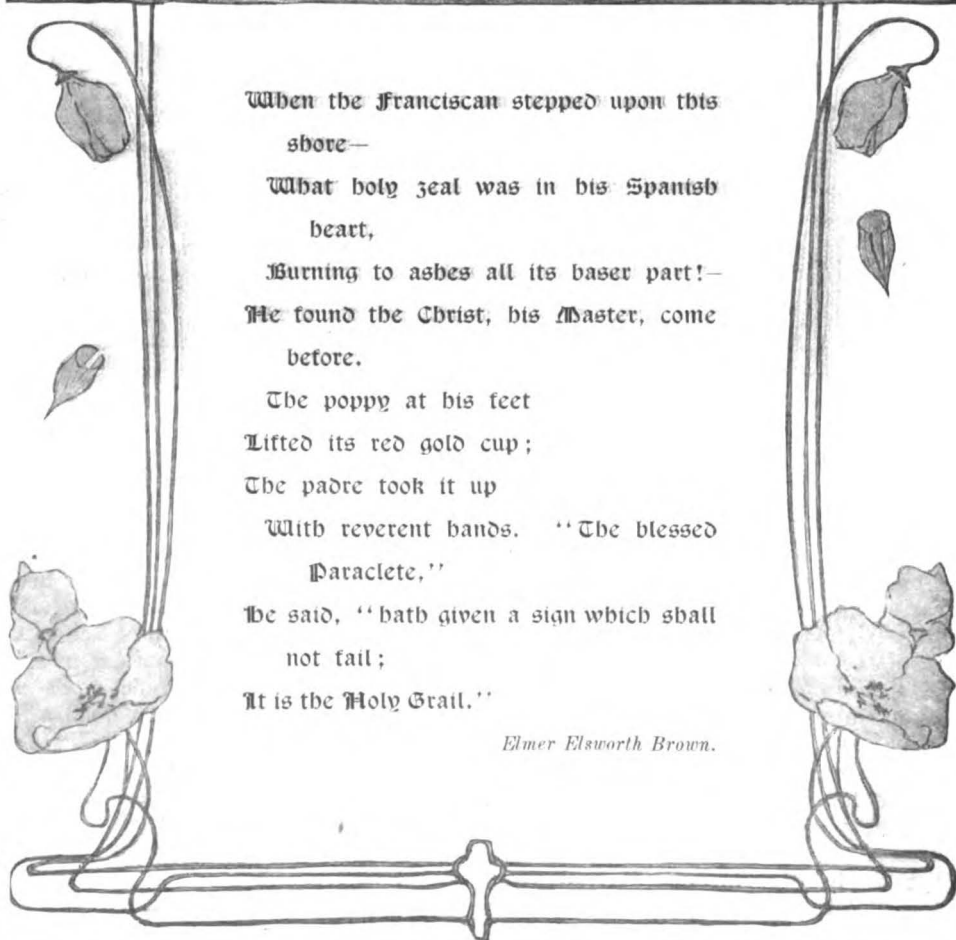 When the Franciscan stepped upon this
shore—
What holy zeal was in his Spanish
heart,
Burning to ashes all its baser part!—
He found the Christ, his Master, come
before.
The poppy at his feet
Lifted its red gold cup;
The padre took it up
With reverent hands. "The blessed
Paraclete,"
he said, "hath given a sign which shall
not fail;
It is the Holy Grail."
Elmer Elsworth Brown.